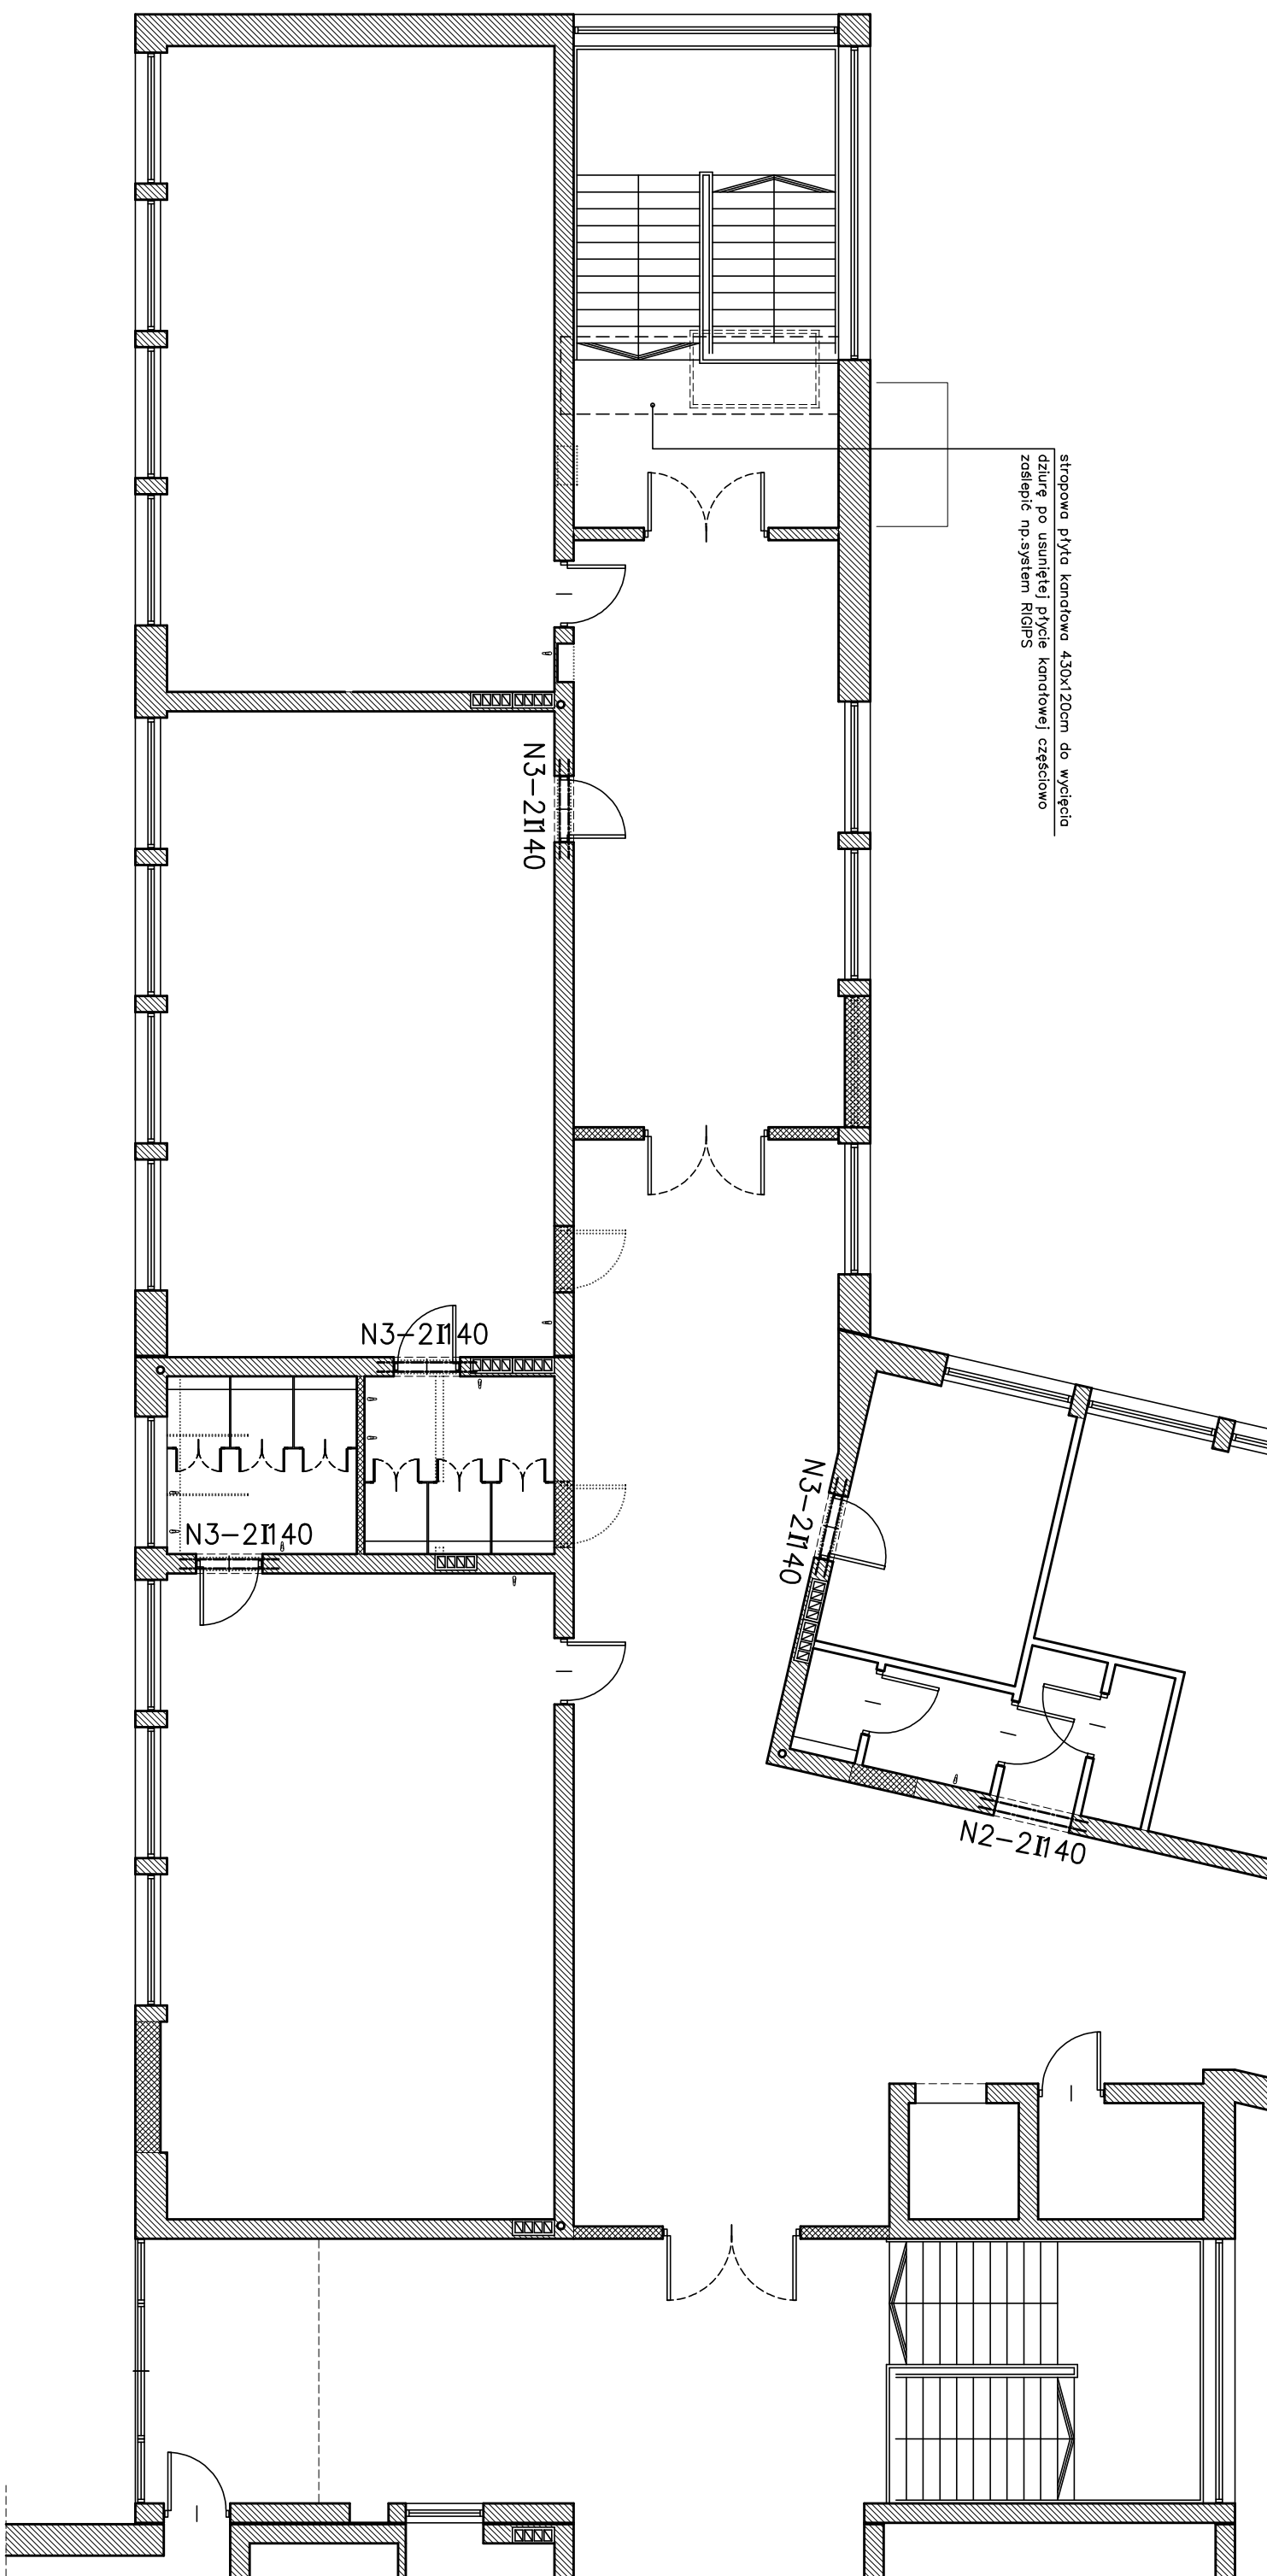 stropowa płyta kanałowa 430x120cm do wycięcia
dziurę po usuniętej płycie kanałowej częściowo
zaślepić np.system RIGIPS
N3-2I140
N3-2I140
N3-2I140
N3-2I140
N2-2I140